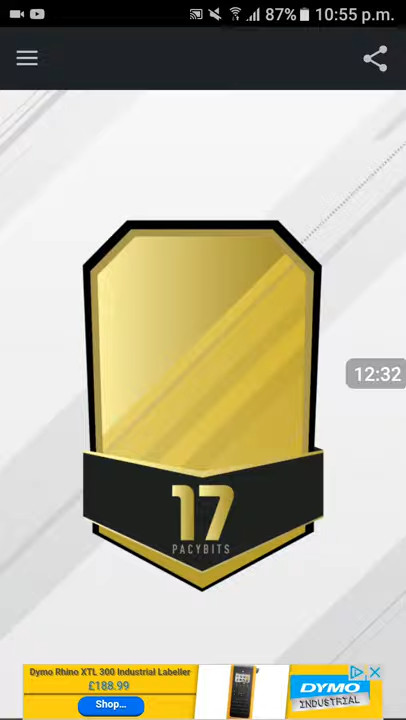 87% 10:55 p.m.
12:32
17
PACYBITS
Dymo Rhino XTL 300 Industrial Labeller
£188.99
Shop...
DYMO
INDUSTRIAL